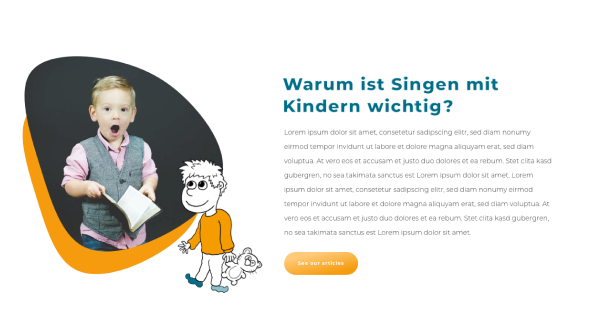 Warum ist Singen mit
Kindern wichtig?
Lorem ipsum dolor sit amet, consetetur sadipscing elitr, sed diam nonumy
eirmod tempor invidunt ut labore et dolore magna aliquyam erat, sed diam
voluptua. At vero eos et accusam et justo duo dolores et ea rebum. Stet clita kasd
gubergren, no sea takimata sanctus est Lorem ipsum dolor sit amet. Lorem
ipsum dolor sit amet, consetetur sadipscing elitr, sed diam nonumy eirmod
tempor invidunt ut labore et dolore magna aliquyam erat, sed diam voluptua. At
vero eos et accusam et justo duo dolores et ea rebum. Stet clita kasd gubergren,
no sea takimata sanctus est Lorem ipsum dolor sit amet.
See our articles